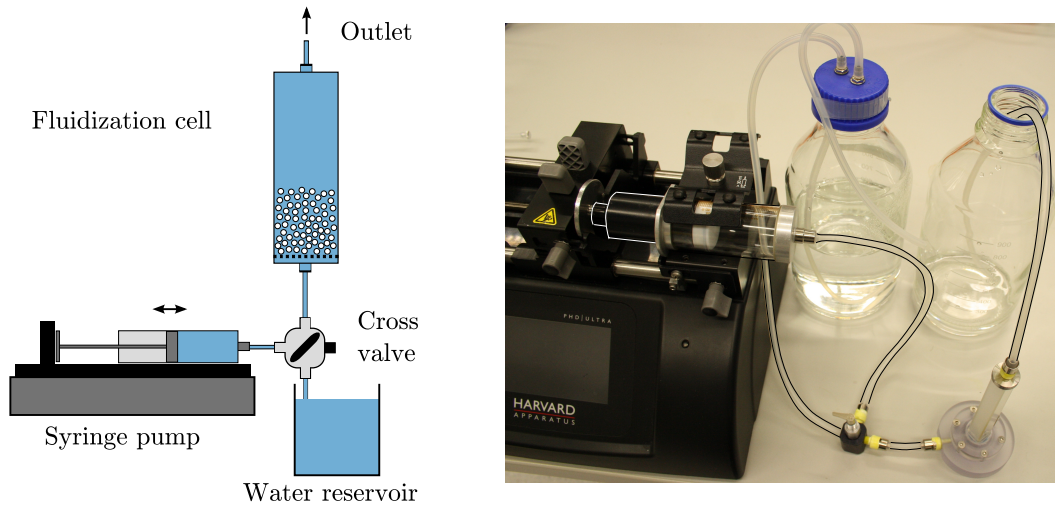 Outlet
Fluidization cell
Cross
valve
Syringe pump
Water reservoir
PHD|ULTRA
HARVARD
APPARATUS